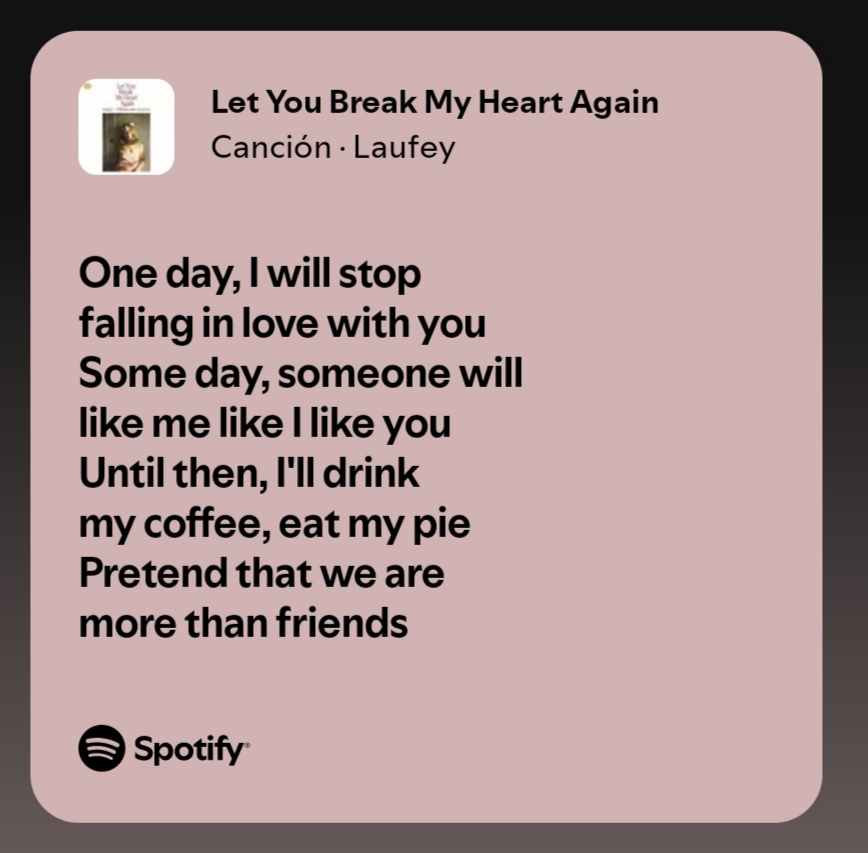 Let You Break My Heart Again
Canción · Laufey
One day, I will stop
falling in love with you
Some day, someone will
like me like I like you
Until then, I'll drink
my coffee, eat my pie
Pretend that we are
more than friends
Spotify®